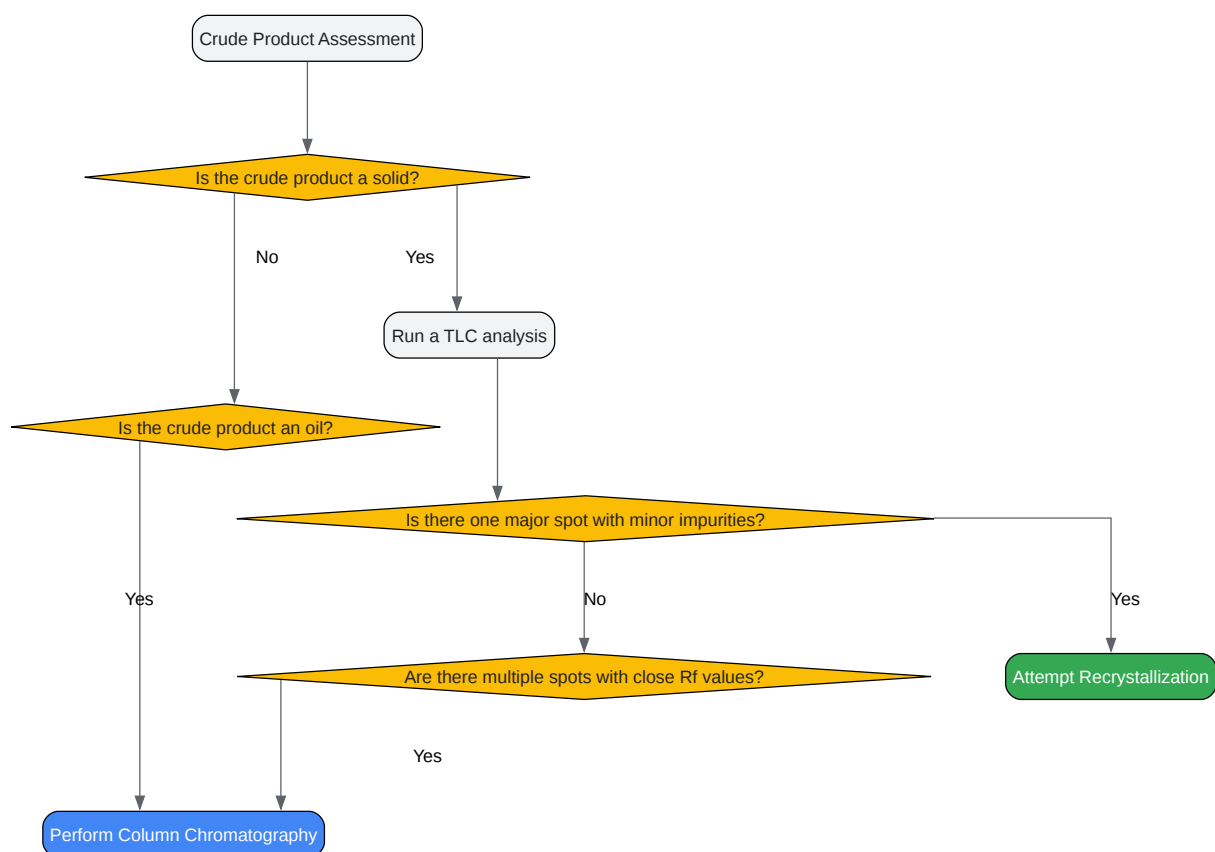 Crude Product Assessment
Is the crude product a solid?
No
Yes
Run a TLC analysis
Is the crude product an oil?
Is there one major spot with minor impurities?
Yes
No
Yes
Are there multiple spots with close Rf values?
Attempt Recrystallization
Yes
Perform Column Chromatography